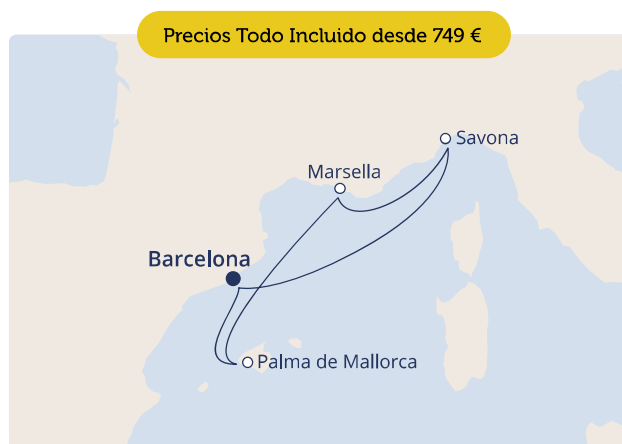 Precios Todo Incluido desde 749 €
Savona
Marsella
Barcelona
Palma de Mallorca